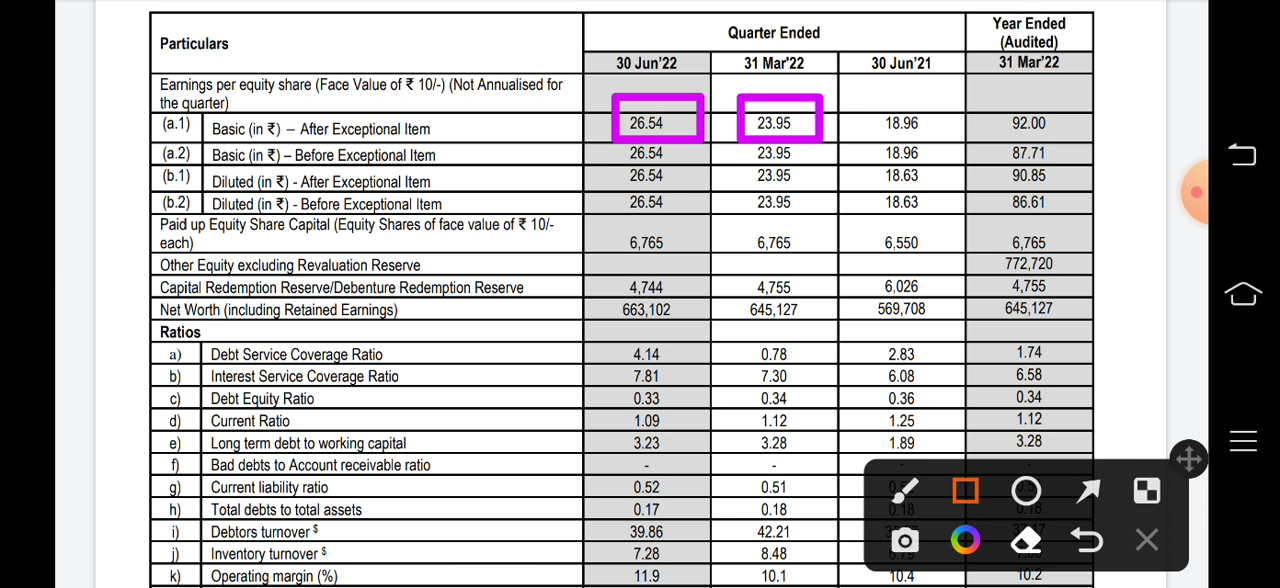 Particulars Quarter Ended Year Ended (Audited)
30 Jun'22 31 Mar'22 30 Jun'21 31 Mar'22
Earnings per equity share (Face Value of ₹ 10/-) (Not Annualised for
the quarter)
(a.1) Basic (in ₹) – After Exceptional Item 26.54 23.95 18.96 92.00
(a.2) Basic (in ₹) – Before Exceptional Item 26.54 23.95 18.96 87.71
(b.1) Diluted (in ₹) - After Exceptional Item 26.54 23.95 18.63 90.85
(b.2) Diluted (in ₹) - Before Exceptional Item 26.54 23.95 18.63 86.61
Paid up Equity Share Capital (Equity Shares of face value of ₹ 10/-
each) 6,765 6,765 6,550 6,765
Other Equity excluding Revaluation Reserve 772,720
Capital Redemption Reserve/Debenture Redemption Reserve 4,744 4,755 6,026 4,755
Net Worth (including Retained Earnings) 663,102 645,127 569,708 645,127
Ratios
a) Debt Service Coverage Ratio 4.14 0.78 2.83 1.74
b) Interest Service Coverage Ratio 7.81 7.30 6.08 6.58
c) Debt Equity Ratio 0.33 0.34 0.36 0.34
d) Current Ratio 1.09 1.12 1.25 1.12
e) Long term debt to working capital 3.23 3.28 1.89 3.28
f) Bad debts to Account receivable ratio - - - -
g) Current liability ratio 0.52 0.51
h) Total debts to total assets 0.17 0.18 0.18 0.18
i) Debtors turnover $ 39.86 42.21
j) Inventory turnover $ 7.28 8.48
k) Operating margin (%) 11.9 10.1 10.4 10.2